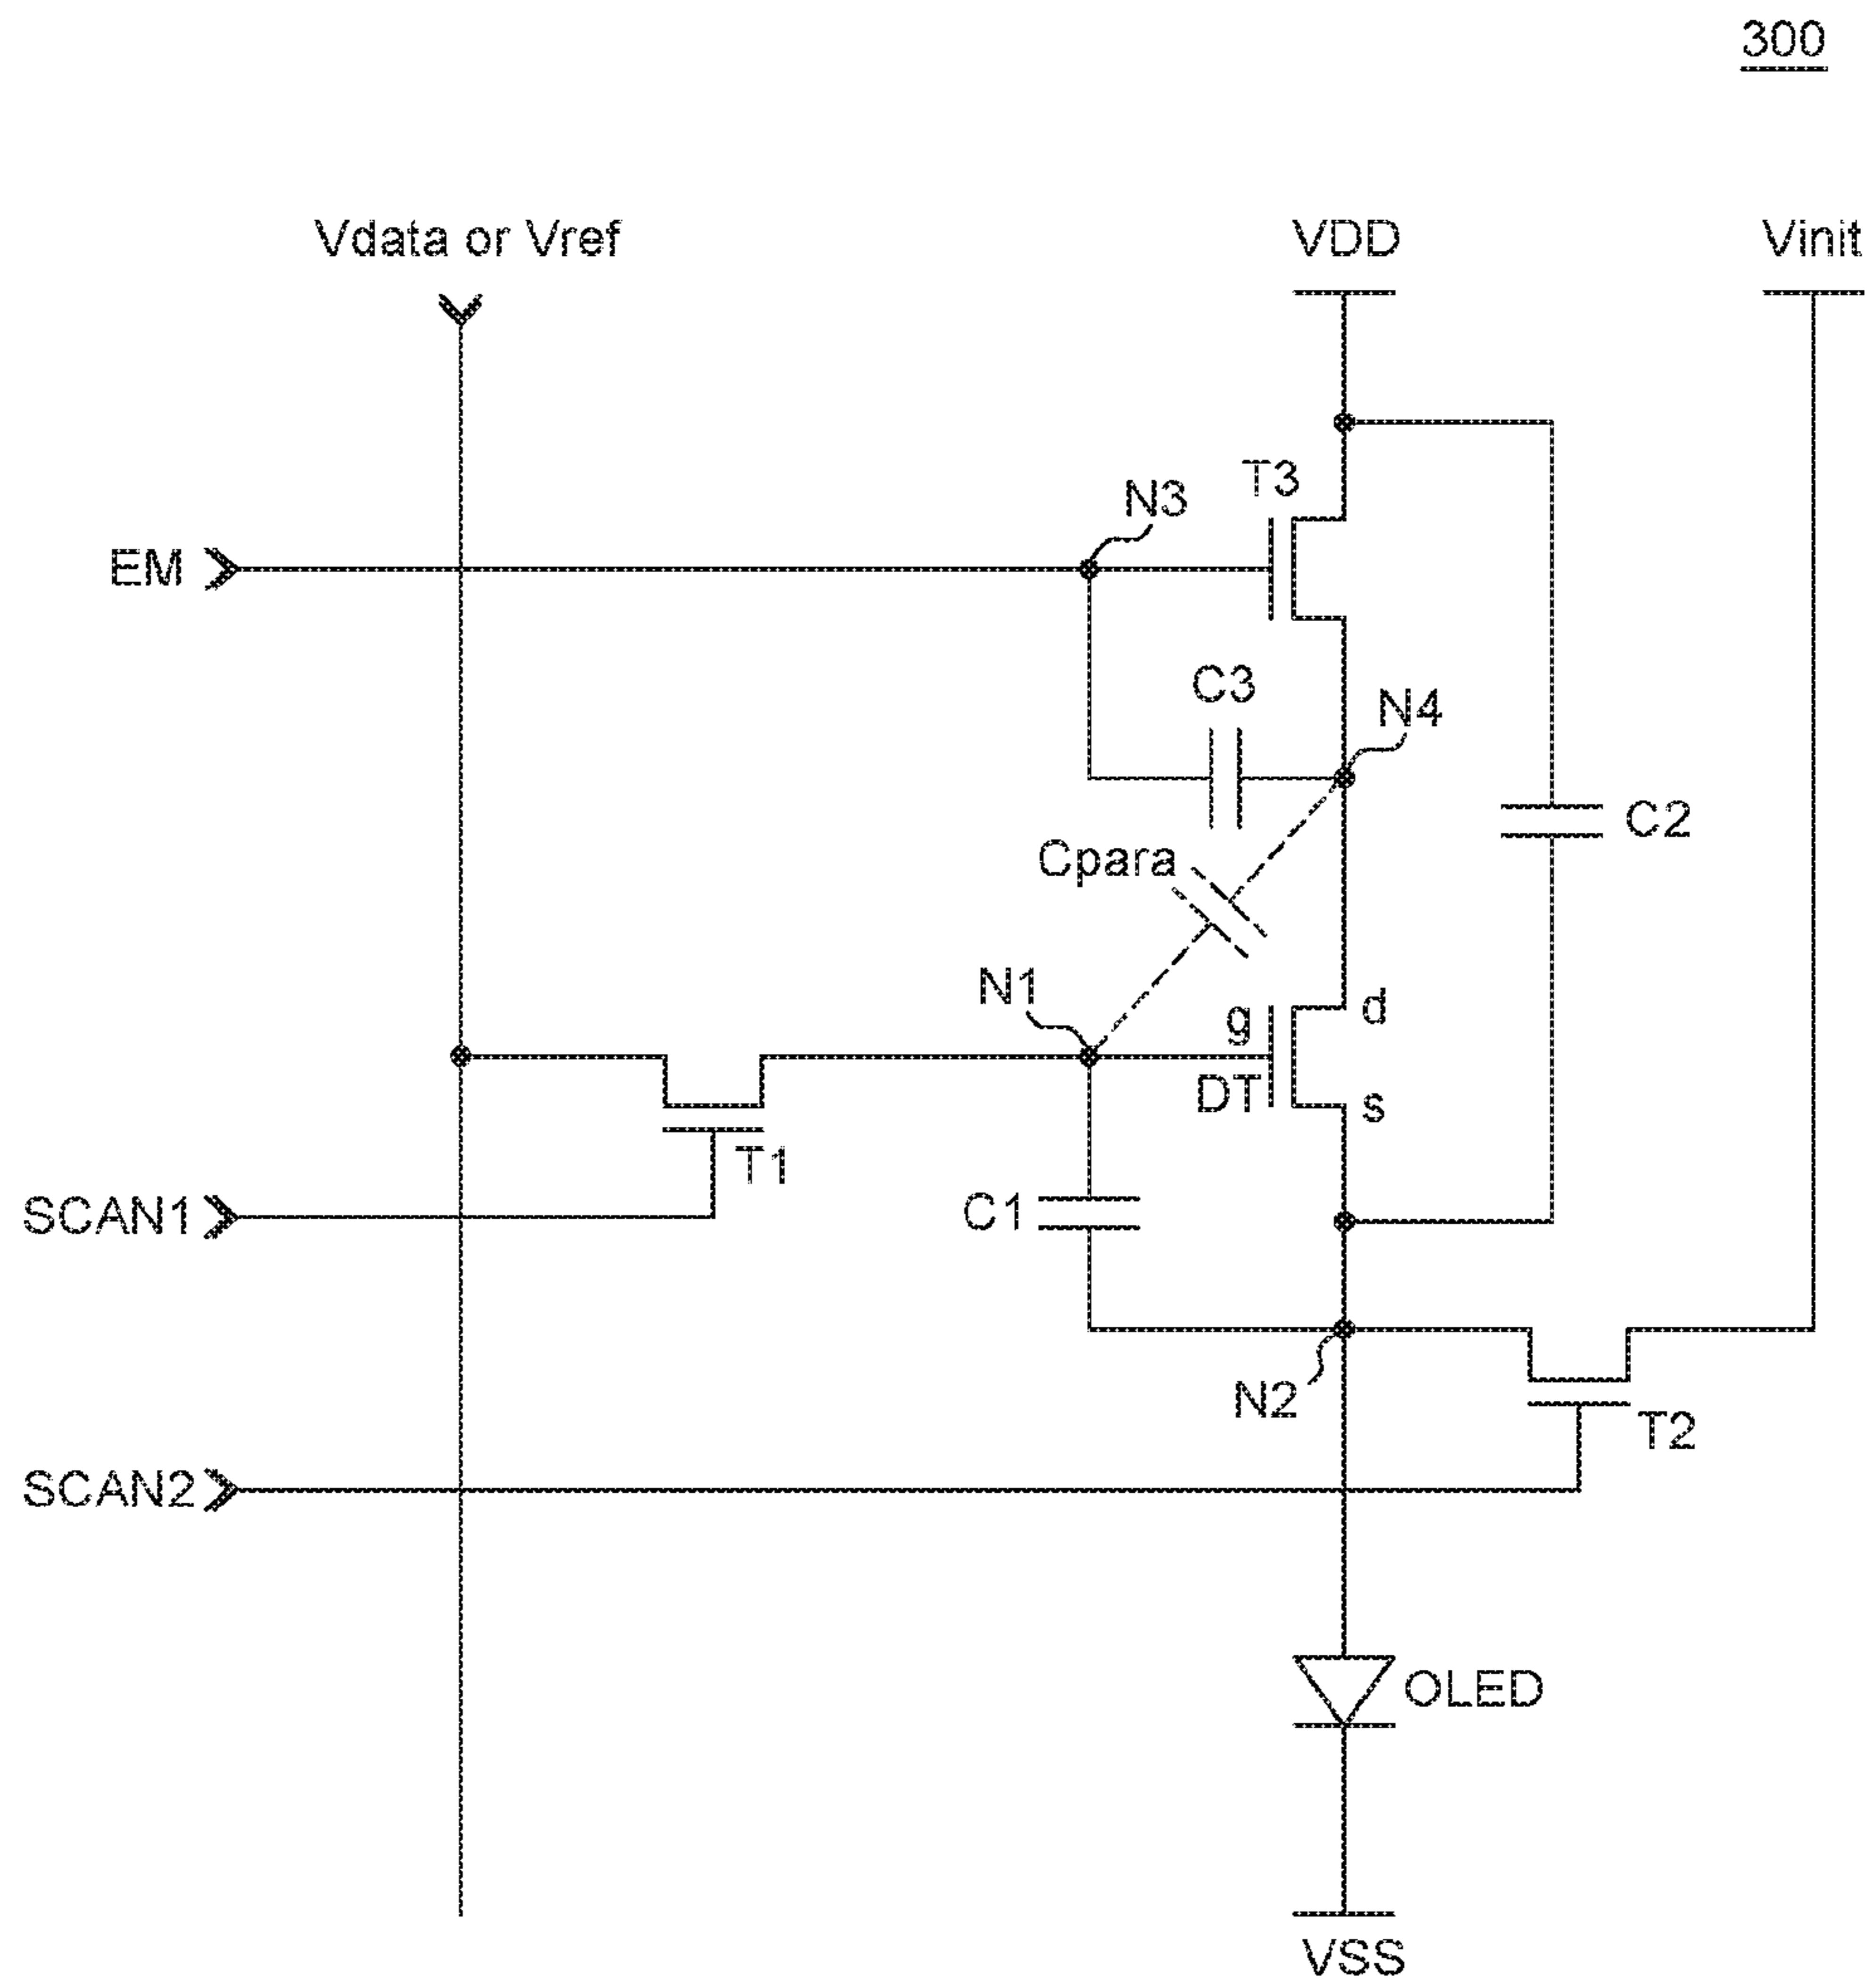 300
Vdata or Vref
VDD
Vinit
T3
N3
EM
C3
N4
C2
Cpara
N1
g
d
DT
s
T1
SCAN1
C1
N2
T2
SCAN2
OLED
VSS